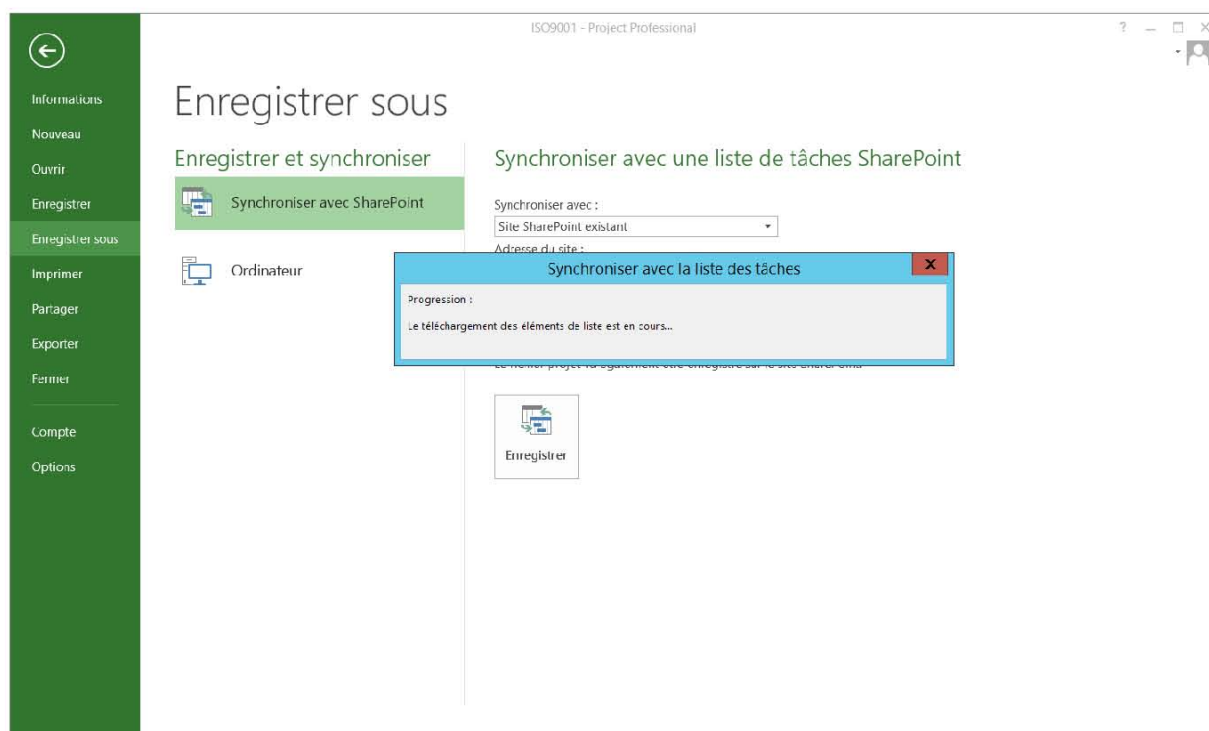 ISO9001 - Project Professional
?
Informations
Nouveau
Ouvrir
Enregistrer
Enregistrer sous
Imprimer
Partager
Exporter
Fermer
Compte
Options
Enregistrer sous
Enregistrer et synchroniser
Synchroniser avec SharePoint
Ordinateur
Synchroniser avec une liste de tâches SharePoint
Synchroniser avec :
Site SharePoint existant
Adresse du site :
Synchroniser avec la liste des tâches
X
Progression :
Le téléchargement des éléments de liste est en cours...
Enregistrer